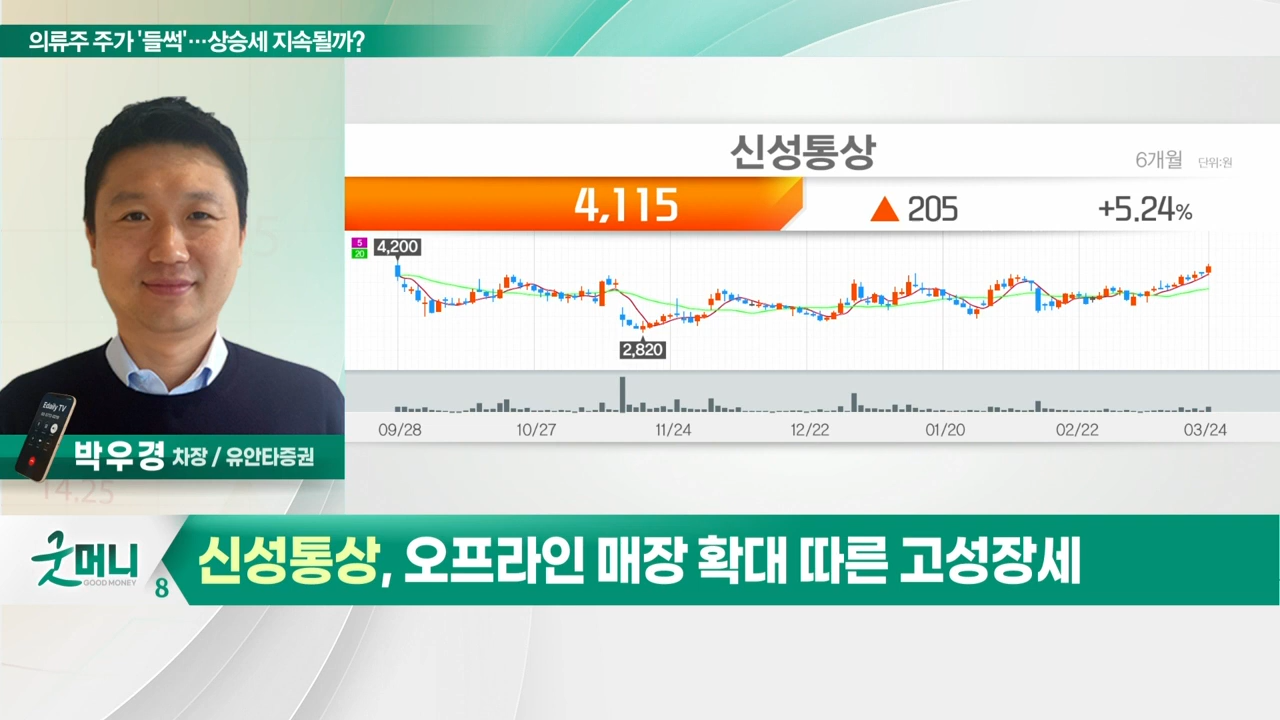 의류주 주가 '들썩'…상승세 지속될까?
신성통상
6개월 단위:원
4,115 ▲ 205 +5.24%
5
20
4,200
2,820
09/28 10/27 11/24 12/22 01/20 02/22 03/24
Edaily TV
박우경 차장 / 유안타증권
14.25
굿머니
GOOD MONEY
8
신성통상, 오프라인 매장 확대 따른 고성장세